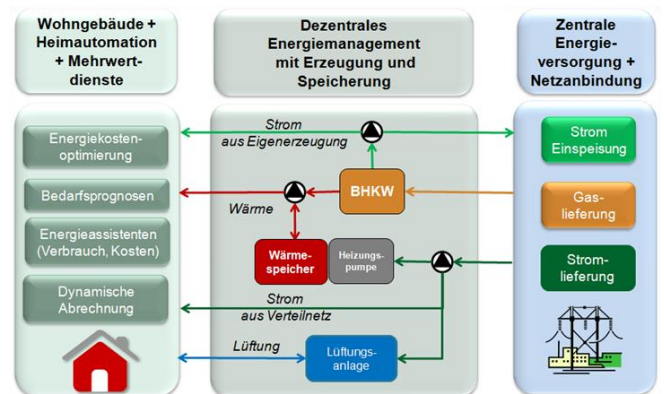 Wohngebäude +
Heimautomation
+ Mehrwert-
dienste
Dezentrales
Energiemanagement
mit Erzeugung und
Speicherung
Zentrale
Energie-
versorgung +
Netzanbindung
Energiekosten-
optimierung
Bedarfsprognosen
Energieassistenten
(Verbrauch, Kosten)
Dynamische
Abrechnung
Strom
aus Eigenerzeugung
BHKW
Wärme
Wärme-
speicher
Heizungs-
pumpe
Strom
aus Verteilnetz
Lüftung
Lüftungs-
anlage
Strom
Einspeisung
Gas-
lieferung
Strom-
lieferung